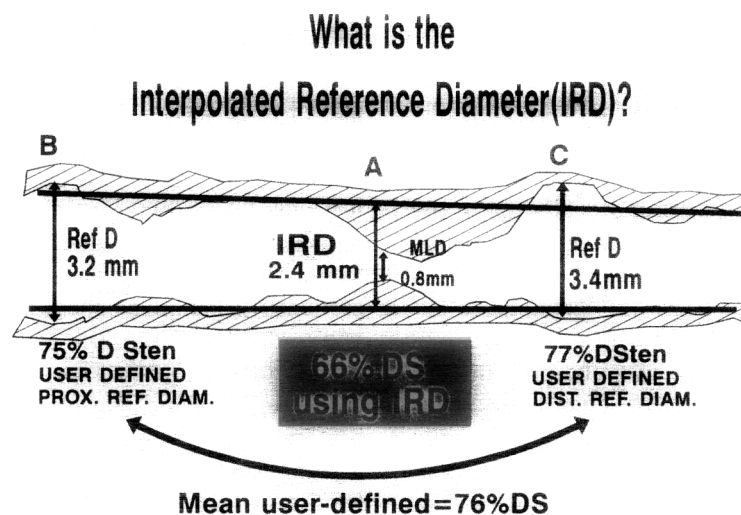 What is the
Interpolated Reference Diameter(IRD)?
B
A
C
Ref D
3.2 mm
IRD
2.4 mm
MLD
0.8mm
Ref D
3.4mm
75% D Sten
USER DEFINED
PROX. REF. DIAM.
66% DS
using IRD
77%DSten
USER DEFINED
DIST. REF. DIAM.
Mean user-defined=76%DS